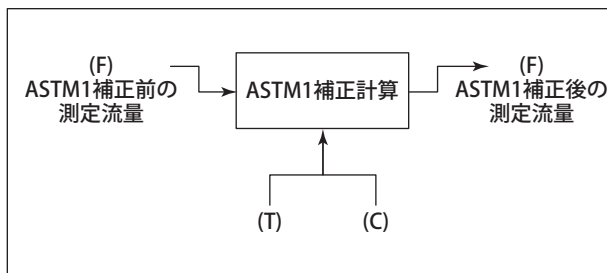 (F)
ASTM1補正前の
測定流量
ASTM1補正計算
(F)
ASTM1補正後の
測定流量
(T)
(C)